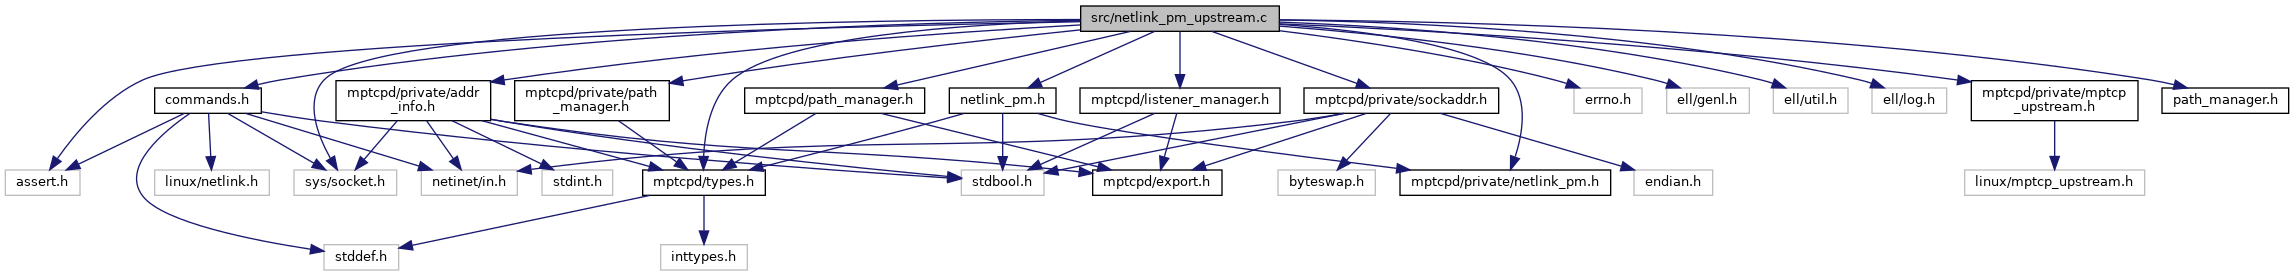 src/netlink_pm_upstream.c
commands.h
mptcpd/private/addr
_info.h
mptcpd/private/path
_manager.h
mptcpd/path_manager.h
netlink_pm.h
mptcpd/listener_manager.h
mptcpd/private/sockaddr.h
errno.h
ell/genl.h
ell/util.h
ell/log.h
mptcpd/private/mptcp
_upstream.h
path_manager.h
assert.h
linux/netlink.h
sys/socket.h
netinet/in.h
stdint.h
mptcpd/types.h
stdbool.h
mptcpd/export.h
byteswap.h
mptcpd/private/netlink_pm.h
endian.h
linux/mptcp_upstream.h
stddef.h
inttypes.h